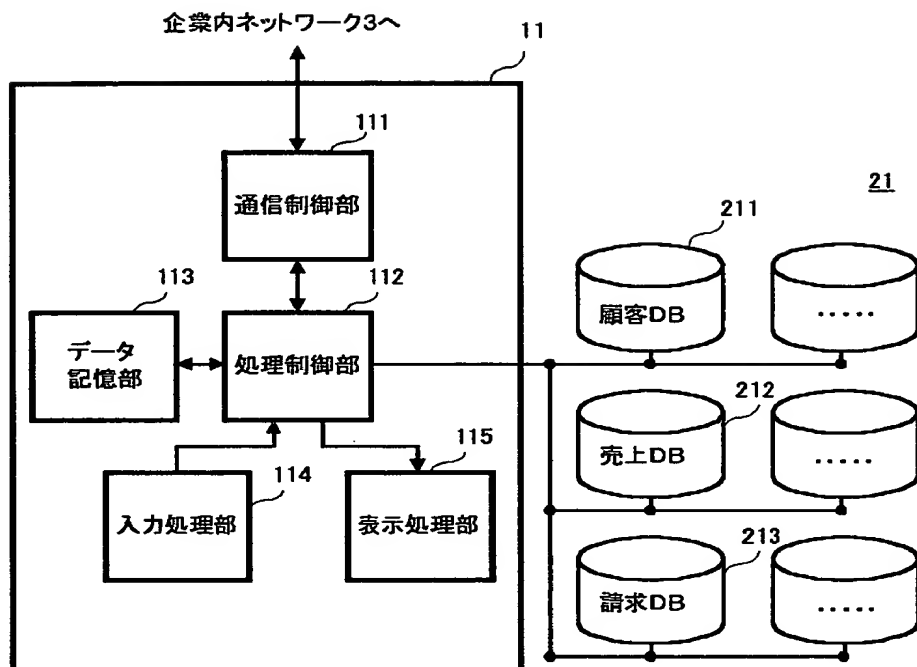 企業内ネットワーク3へ
11
111
通信制御部
21
211
113
112
顧客DB
.....
データ
記憶部
処理制御部
212
115
売上DB
.....
114
入力処理部
表示処理部
213
請求DB
.....